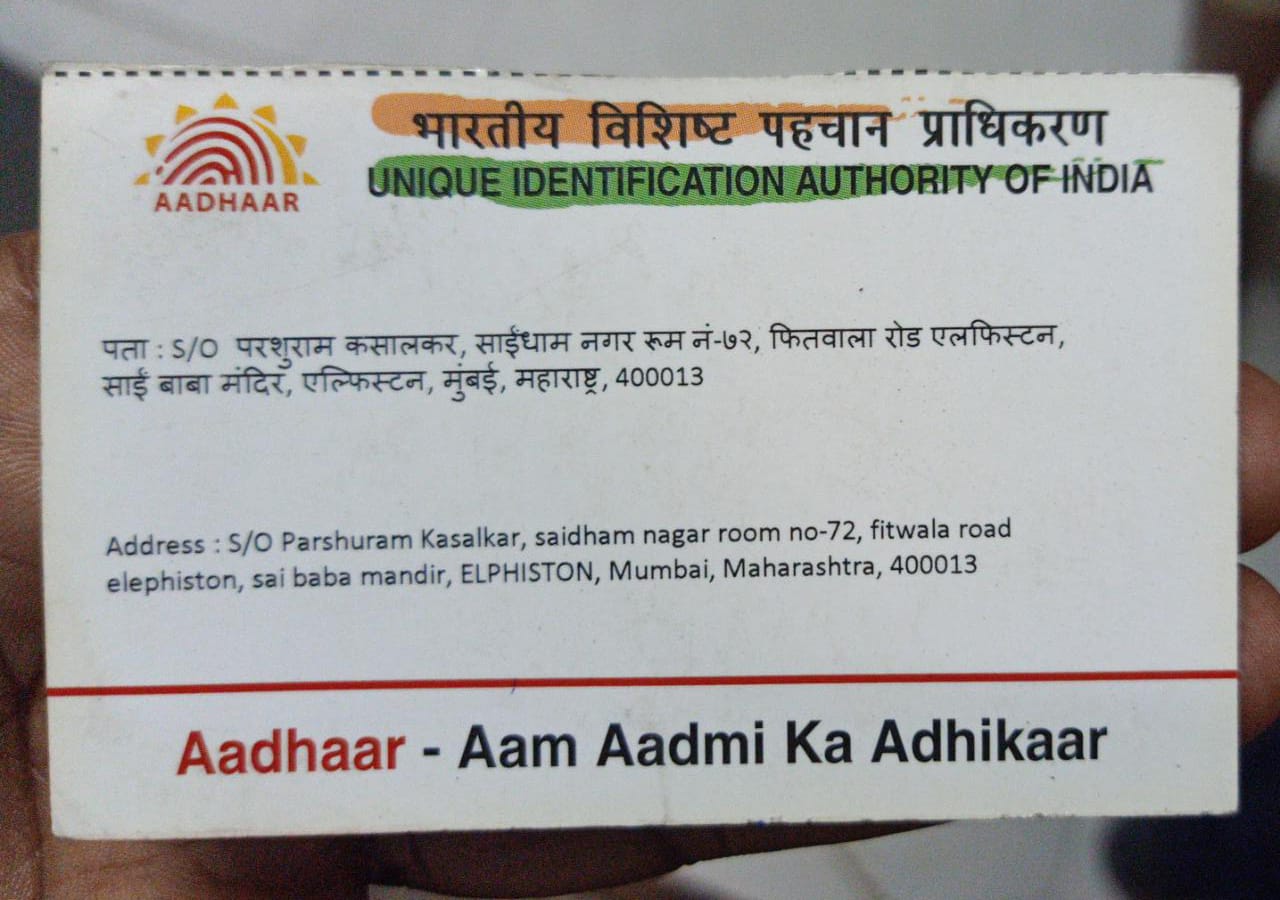 भारतीय विशिष्ट पहचान प्राधिकरण
UNIQUE IDENTIFICATION AUTHORITY OF INDIA
AADHAAR
पता : S/O परशुराम कसालकर, साईंधाम नगर रूम नं-७२, फितवाला रोड एलफिस्टन,
साईं बाबा मंदिर, एल्फिस्टन, मुंबई, महाराष्ट्र, 400013
Address : S/O Parshuram Kasalkar, saidham nagar room no-72, fitwala road
elephiston, sai baba mandir, ELPHISTON, Mumbai, Maharashtra, 400013
Aadhaar - Aam Aadmi Ka Adhikaar